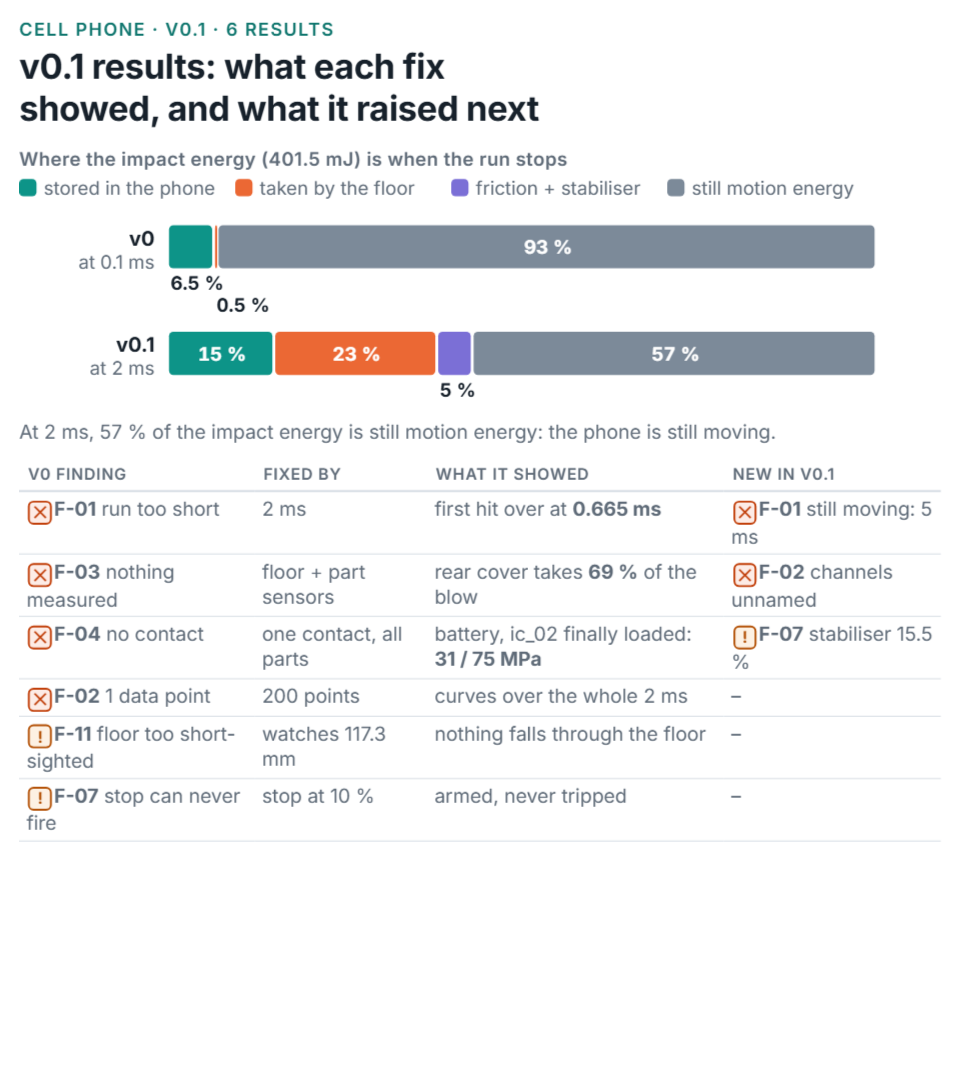 CELL PHONE · V0.1 · 6 RESULTS
v0.1 results: what each fix
showed, and what it raised next
Where the impact energy (401.5 mJ) is when the run stops
stored in the phone taken by the floor friction + stabiliser still motion energy
v0
at 0.1 ms
93 %
6.5 %
0.5 %
v0.1
at 2 ms
15 % 23 % 57 %
5 %
At 2 ms, 57 % of the impact energy is still motion energy: the phone is still moving.
V0 FINDING FIXED BY WHAT IT SHOWED NEW IN V0.1
F-01 run too short 2 ms first hit over at 0.665 ms F-01 still moving: 5
ms
F-03 nothing floor + part rear cover takes 69 % of the F-02 channels
measured sensors blow unnamed
F-04 no contact one contact, all battery, ic_02 finally loaded: F-07 stabiliser 15.5
parts 31 / 75 MPa %
F-02 1 data point 200 points curves over the whole 2 ms –
F-11 floor too short- watches 117.3 nothing falls through the floor –
sighted mm
F-07 stop can never stop at 10 % armed, never tripped –
fire